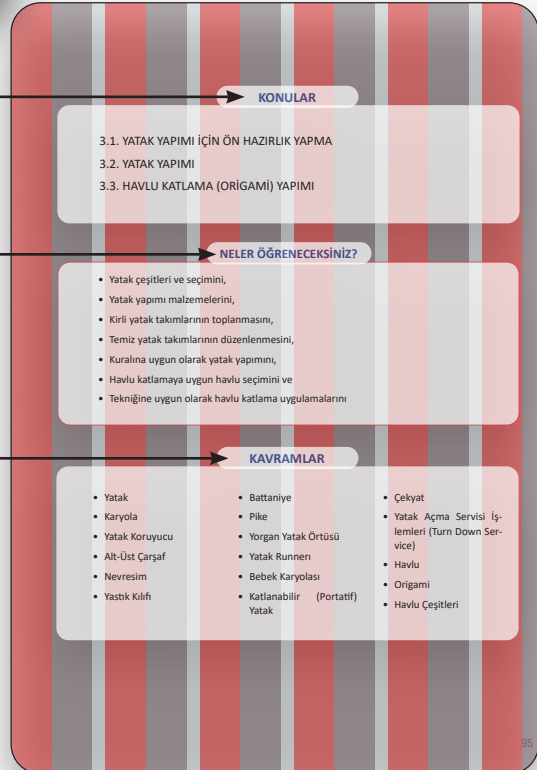 KONULAR
3.1. YATAK YAPIMI İÇİN ÖN HAZIRLIK YAPMA
3.2. YATAK YAPIMI
3.3. HAVLU KATLAMA (ORİGAMİ) YAPIMI
NELER ÖĞRENECEKSİNİZ?
• Yatak çeşitleri ve seçimini,
• Yatak yapımı malzemelerini,
• Kirli yatak takımlarının toplanmasını,
• Temiz yatak takımlarının düzenlenmesini,
• Kuralına uygun olarak yatak yapımını,
• Havlu katlamaya uygun havlu seçimini ve
• Tekniğine uygun olarak havlu katlama uygulamalarını
KAVRAMLAR
• Yatak
• Karyola
• Yatak Koruyucu
• Alt-Üst Çarşaf
• Nevresim
• Yastık Kılıfı
• Battaniye
• Pike
• Yorgan Yatak Örtüsü
• Yatak Runnerı
• Bebek Karyolası
• Katlanabilir (Portatif)
Yatak
• Çekyat
• Yatak Açma Servisi İş-
lemleri (Turn Down Ser-
vice)
• Havlu
• Origami
• Havlu Çeşitleri
95